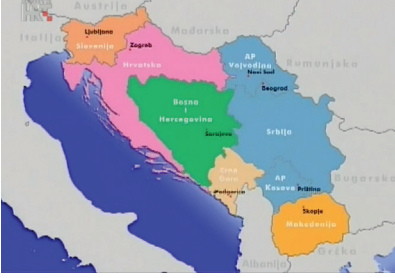 Austrija
Ljubljana
Slovenija
Zagreb
Mađarska
Italija
Hrvatska
AP
Vojvodina
Novi Sad
Rumunska
Beograd
Bosna
i
Hercegovina
Sarajevo
Srbija
Crna
Gora
Podgorica
AP
Kosovo
Priština
Bugarska
Skopje
Makedonija
Grčka
Albanija